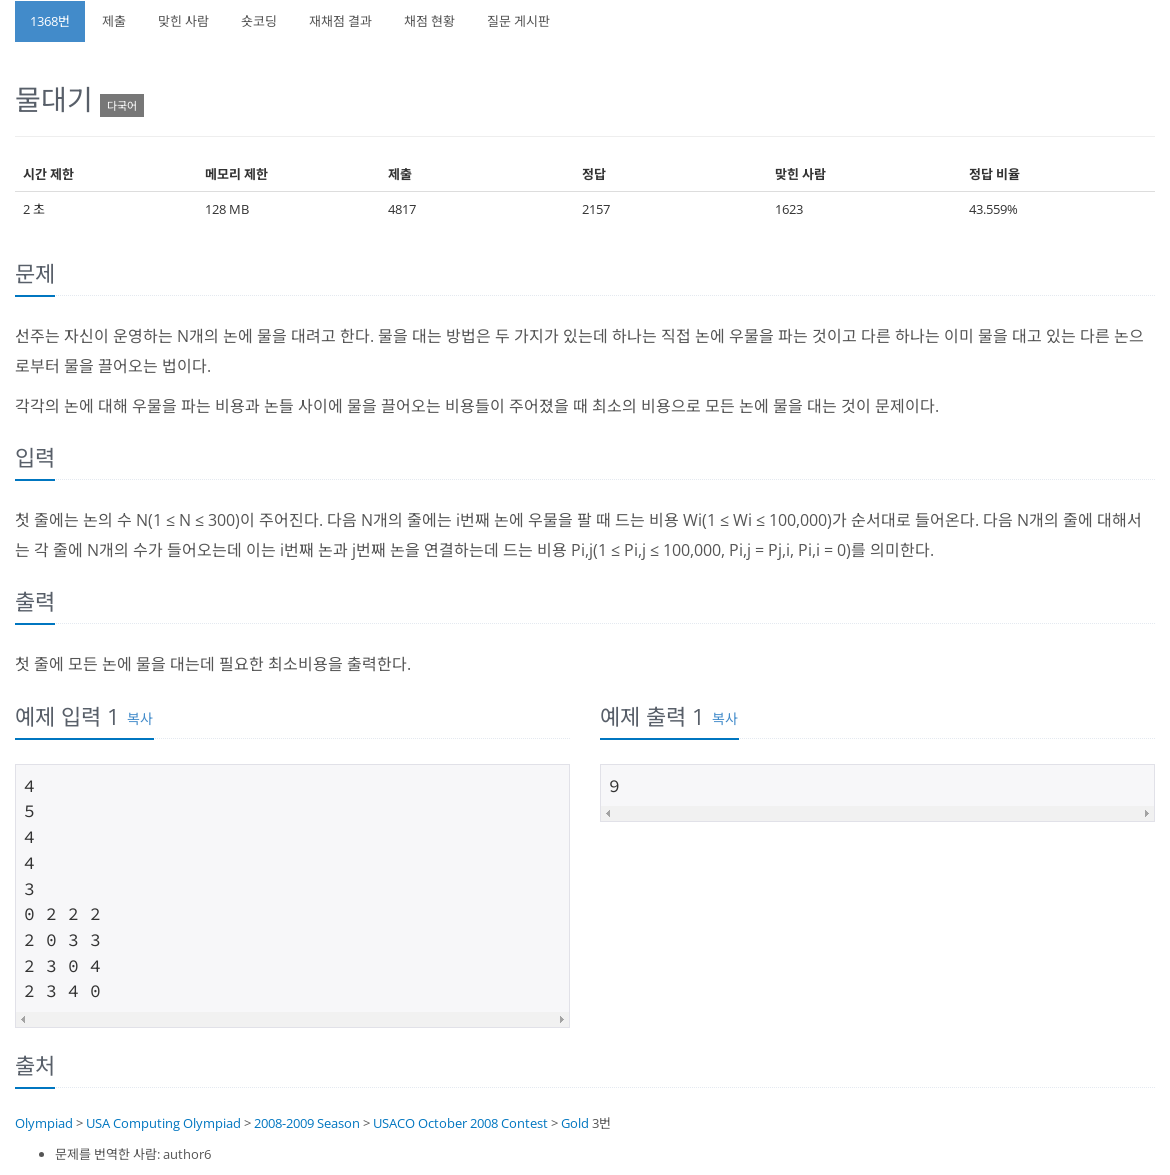 1368번 제출 맞힌 사람 숏코딩 재채점 결과 채점 현황 질문 게시판
물대기 다국어
시간 제한 메모리 제한 제출 정답 맞힌 사람 정답 비율
2 초 128 MB 4817 2157 1623 43.559%
문제
선주는 자신이 운영하는 N개의 논에 물을 대려고 한다. 물을 대는 방법은 두 가지가 있는데 하나는 직접 논에 우물을 파는 것이고 다른 하나는 이미 물을 대고 있는 다른 논으
로부터 물을 끌어오는 법이다.
각각의 논에 대해 우물을 파는 비용과 논들 사이에 물을 끌어오는 비용들이 주어졌을 때 최소의 비용으로 모든 논에 물을 대는 것이 문제이다.
입력
첫 줄에는 논의 수 N(1 ≤ N ≤ 300)이 주어진다. 다음 N개의 줄에는 i번째 논에 우물을 팔 때 드는 비용 Wi(1 ≤ Wi ≤ 100,000)가 순서대로 들어온다. 다음 N개의 줄에 대해서
는 각 줄에 N개의 수가 들어오는데 이는 i번째 논과 j번째 논을 연결하는데 드는 비용 Pi,j(1 ≤ Pi,j ≤ 100,000, Pi,j = Pj,i, Pi,i = 0)를 의미한다.
출력
첫 줄에 모든 논에 물을 대는데 필요한 최소비용을 출력한다.
예제 입력 1 복사
4
5
4
4
3
0 2 2 2
2 0 3 3
2 3 0 4
2 3 4 0
예제 출력 1 복사
9
출처
Olympiad > USA Computing Olympiad > 2008-2009 Season > USACO October 2008 Contest > Gold 3번
• 문제를 번역한 사람: author6